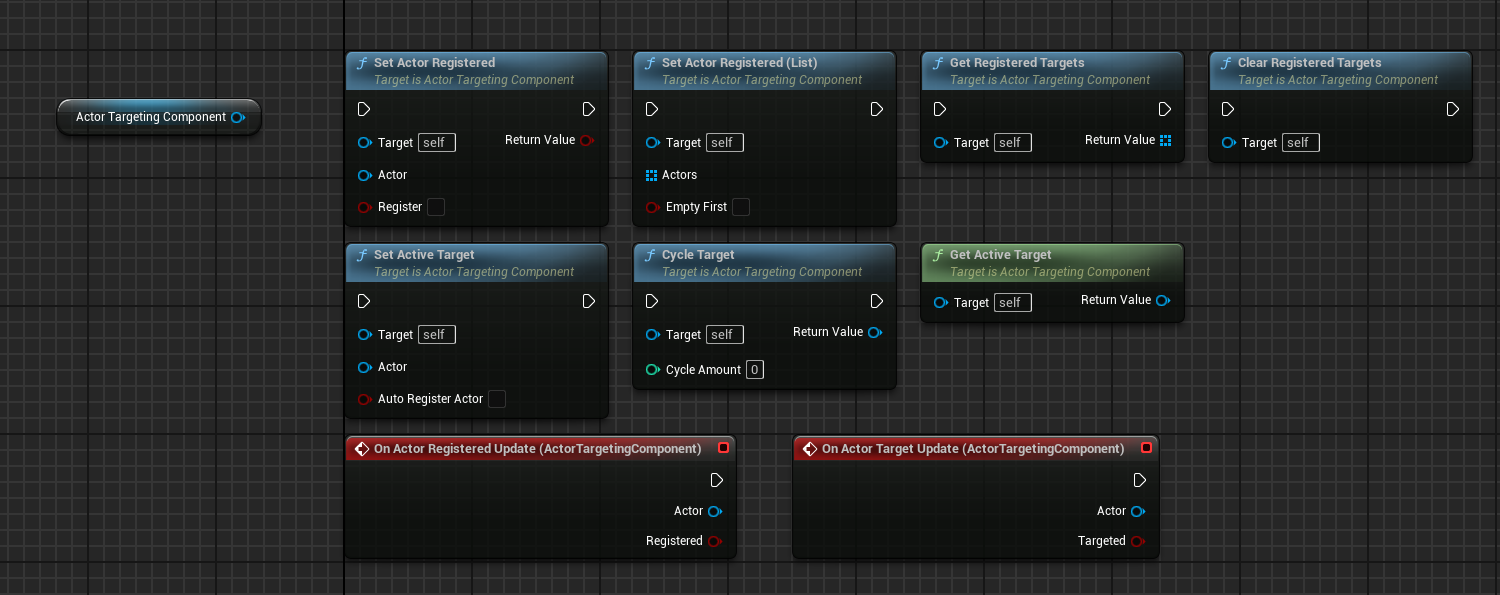 Actor Targeting Component
Set Actor Registered
Target is Actor Targeting Component
Target self
Return Value
Actor
Register
Set Actor Registered (List)
Target is Actor Targeting Component
Target self
Actors
Empty First
Get Registered Targets
Target is Actor Targeting Component
Target self
Return Value
Clear Registered Targets
Target is Actor Targeting Component
Target self
Set Active Target
Target is Actor Targeting Component
Target self
Actor
Auto Register Actor
Cycle Target
Target is Actor Targeting Component
Target self
Return Value
Cycle Amount 0
Get Active Target
Target is Actor Targeting Component
Target self
Return Value
On Actor Registered Update (ActorTargetingComponent)
Actor
Registered
On Actor Target Update (ActorTargetingComponent)
Actor
Targeted